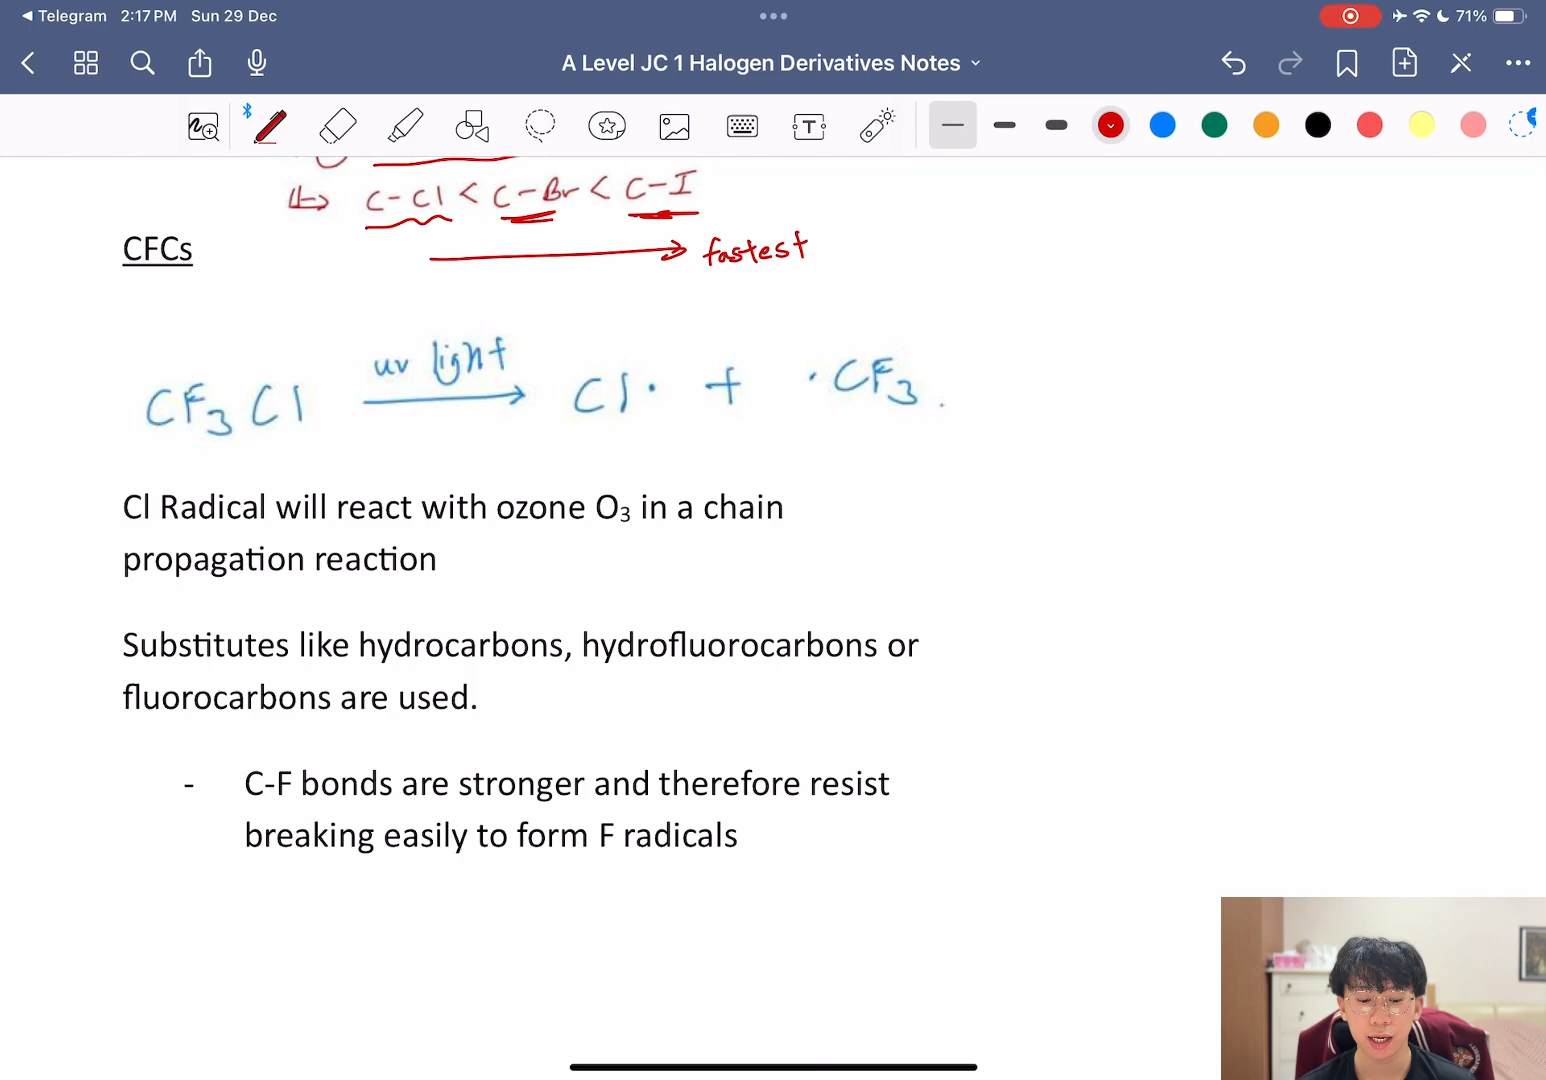 Telegram 2:17 PM Sun 29 Dec
71%
A Level JC 1 Halogen Derivatives Notes
C-Cl < C-Br < C-I
CFCs
fastest
uv light
CF₃Cl → Cl• + •CF₃.
Cl Radical will react with ozone O₃ in a chain
propagation reaction
Substitutes like hydrocarbons, hydrofluorocarbons or
fluorocarbons are used.
- C-F bonds are stronger and therefore resist
breaking easily to form F radicals